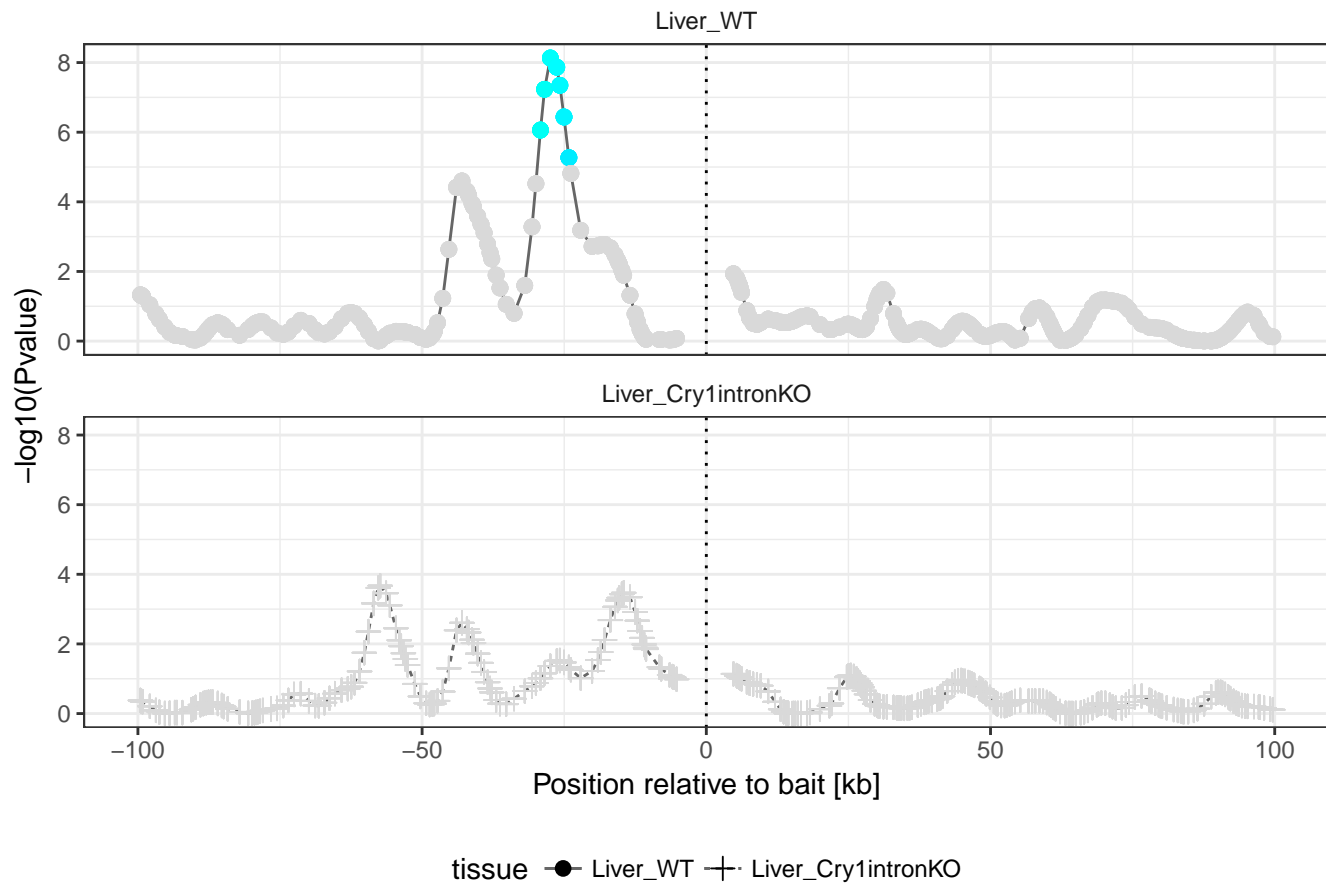 Liver_WT
8
6
4
2
0
Liver_Cry1intronKO
8
6
4
2
0
−log10(Pvalue)
−100 −50 0 50 100
Position relative to bait [kb]
tissue Liver_WT Liver_Cry1intronKO